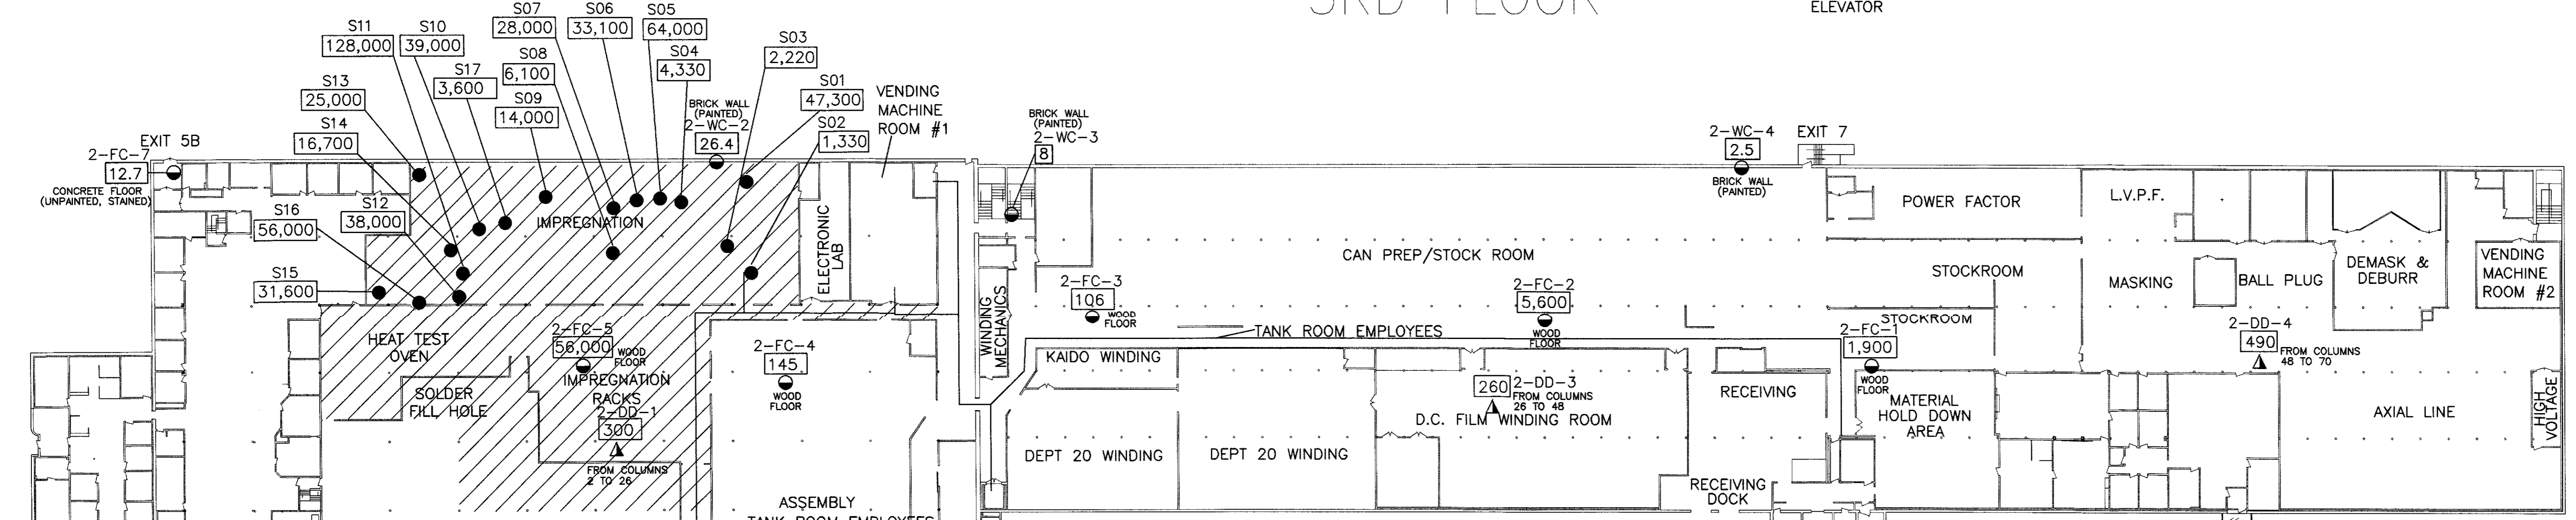 3RD FLOOR
ELEVATOR
S11
128,000
S10
39,000
S07
28,000
S06
33,100
S05
64,000
S04
4,330
S03
2,220
S08
6,100
S17
3,600
S09
14,000
S13
25,000
S14
16,700
S01
47,300
S02
1,330
VENDING
MACHINE
ROOM #1
BRICK WALL
(PAINTED)
2-WC-2
26.4
BRICK WALL
(PAINTED)
2-WC-3
8
2-WC-4
2.5
BRICK WALL
(PAINTED)
EXIT 7
EXIT 5B
2-FC-7
12.7
CONCRETE FLOOR
(UNPAINTED, STAINED)
S16
56,000
S12
38,000
S15
31,600
IMPREGNATION
ELECTRONIC
LAB
WINDING
MECHANICS
CAN PREP/STOCK ROOM
POWER FACTOR
L.V.P.F.
STOCKROOM
MASKING
BALL PLUG
DEMASK &
DEBURR
VENDING
MACHINE
ROOM #2
2-FC-3
106
WOOD
FLOOR
2-FC-2
5,600
WOOD
FLOOR
STOCKROOM
2-FC-1
1,900
WOOD
FLOOR
2-DD-4
490
FROM COLUMNS
48 TO 70
HEAT TEST
OVEN
2-FC-5
56,000
WOOD
FLOOR
IMPREGNATION
RACKS
2-DD-1
300
FROM COLUMNS
2 TO 26
SOLDER
FILL HOLE
2-FC-4
145
WOOD
FLOOR
TANK ROOM EMPLOYEES
KAIDO WINDING
DEPT 20 WINDING
DEPT 20 WINDING
260
2-DD-3
FROM COLUMNS
26 TO 48
D.C. FILM WINDING ROOM
RECEIVING
RECEIVING
DOCK
MATERIAL
HOLD DOWN
AREA
AXIAL LINE
HIGH
VOLTAGE
ASSEMBLY
TANK ROOM EMPLOYEES